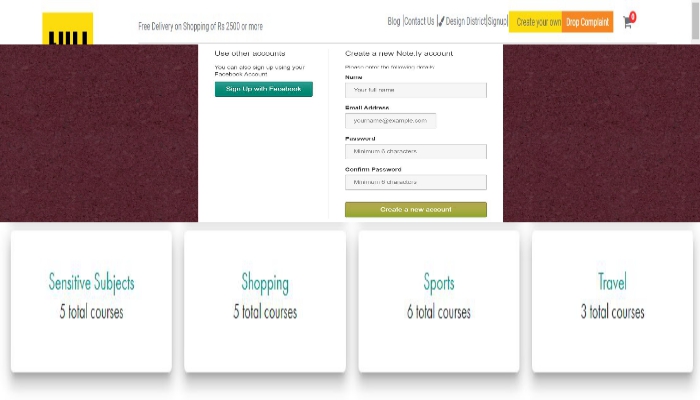 Free Delivery on Shopping of Rs 2500 or more
Blog |Contact Us | Design District|Signup| Create your own Drop Complaint 0
Use other accounts
You can also sign up using your
Facebook Account
Sign Up with Facebook
Create a new Note.ly account
Please enter the following details
Name
Your full name
Email Address
yourname@example.com
Password
Minimum 6 characters
Confirm Password
Minimum 6 characters
Create a new account
Sensitive Subjects
5 total courses
Shopping
5 total courses
Sports
6 total courses
Travel
3 total courses